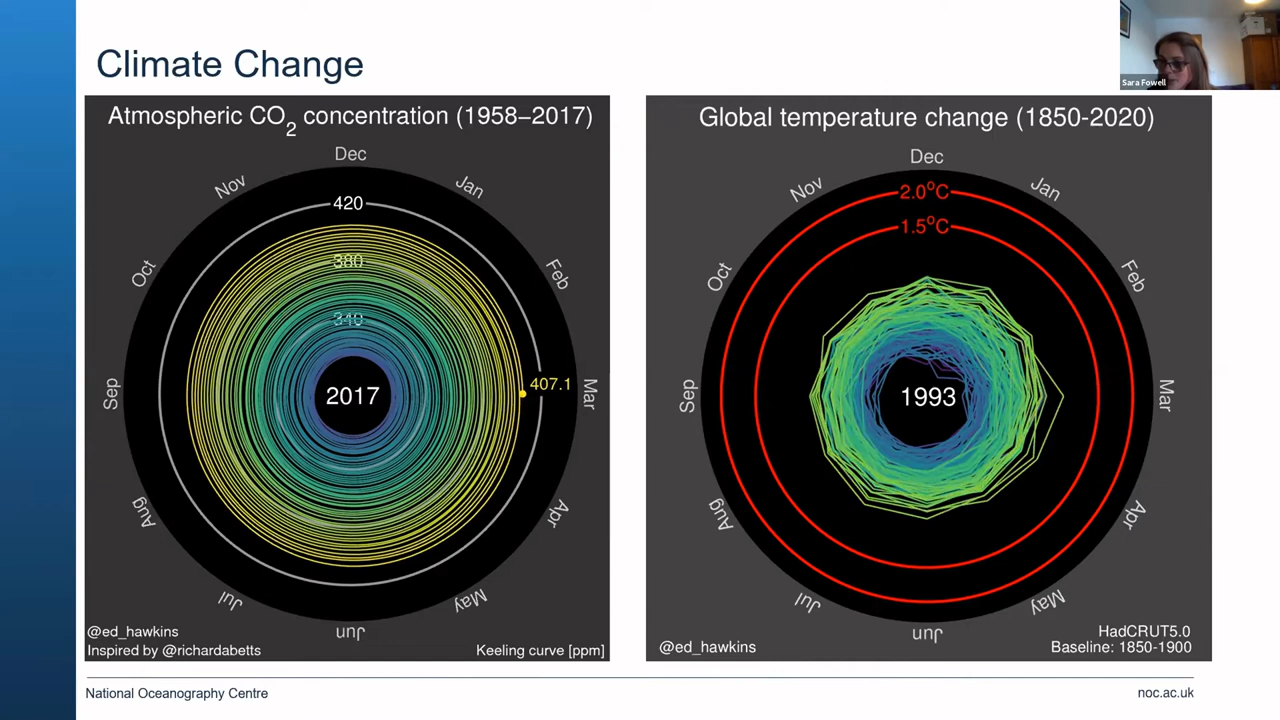 Climate Change
Sara Fowell
Atmospheric CO2 concentration (1958–2017)
Dec
Jan
Feb
Mar
Apr
May
Jun
Jul
Aug
Sep
Oct
Nov
420
380
340
2017
407.1
@ed_hawkins
Inspired by @richardabetts
Keeling curve [ppm]
Global temperature change (1850-2020)
Dec
Jan
Feb
Mar
Apr
May
Jun
Jul
Aug
Sep
Oct
Nov
2.0°C
1.5°C
1993
@ed_hawkins
HadCRUT5.0
Baseline: 1850-1900
National Oceanography Centre
noc.ac.uk